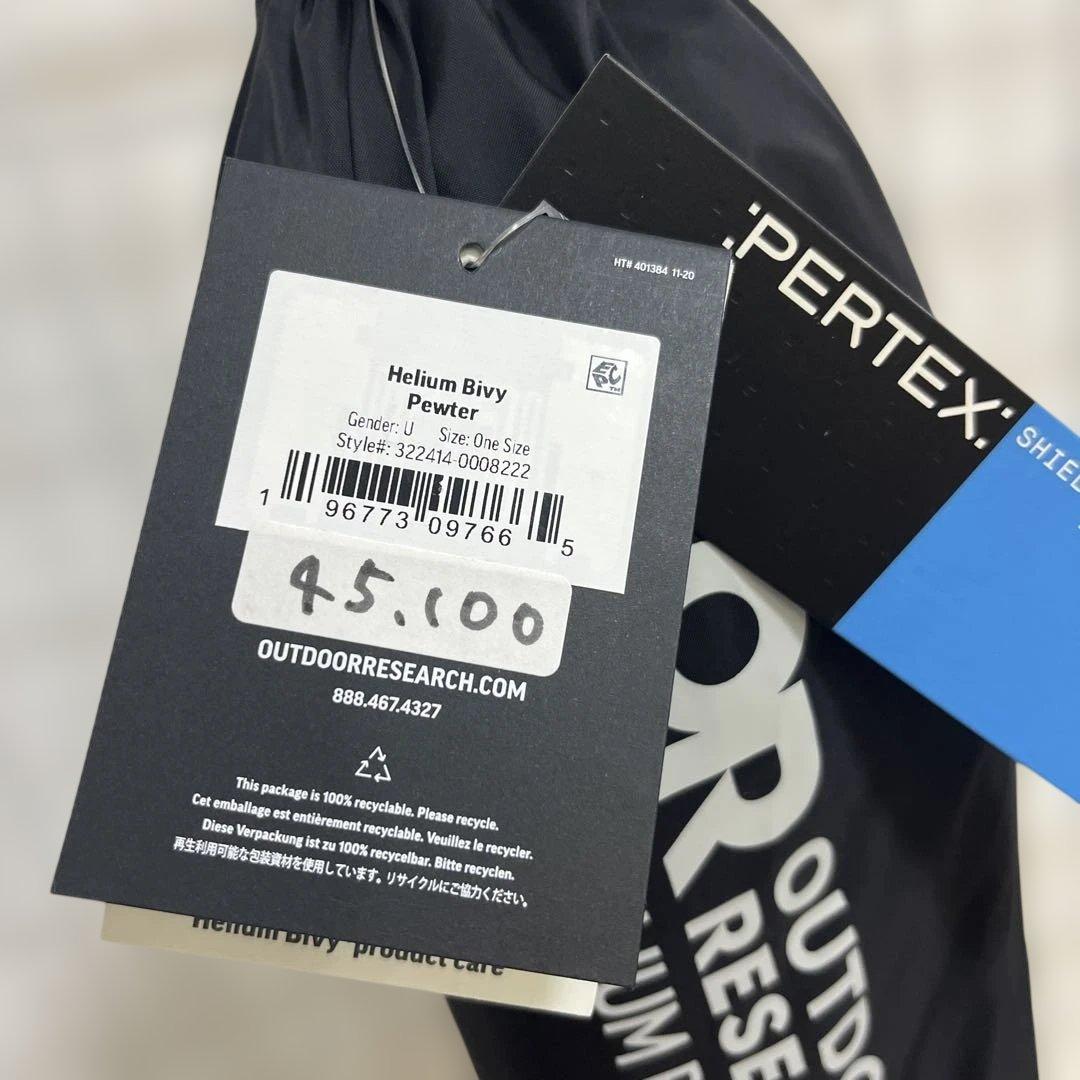 HT# 401384 11-20
Helium Bivy
Pewter
Gender: U Size: One Size
Style#: 322414-0008222
1 96773 09766 5
45.100
OUTDOORRESEARCH.COM
888.467.4327
This package is 100% recyclable. Please recycle.
Cet emballage est entièrement recyclable. Veuillez le recycler.
Diese Verpackung ist zu 100% recycelbar. Bitte recyclen.
再生利用可能な包装資材を使用しています。リサイクルにご協力ください。
Helium Bivy product care
PERTEX
SHIE
OR
OUTDO
RESE
IUM